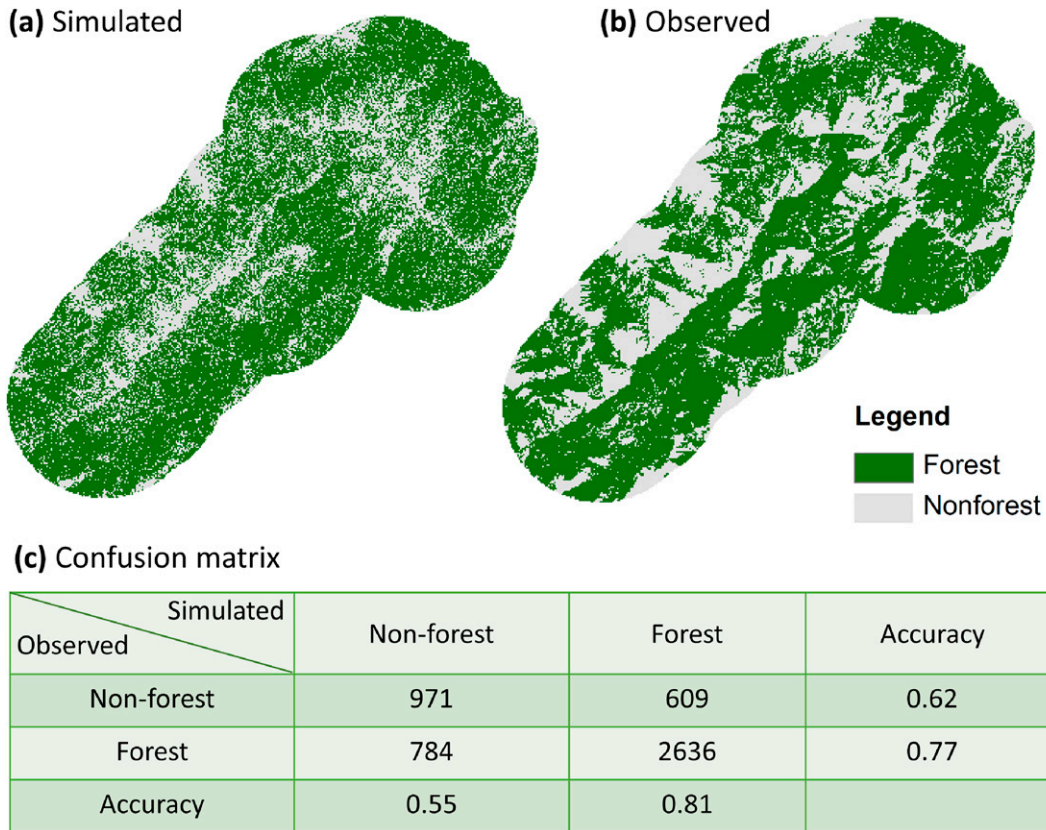 (a) Simulated
(b) Observed
Legend
Forest
Nonforest
(c) Confusion matrix
Simulated
Observed
Non-forest
Forest
Accuracy
Non-forest 971 609 0.62
Forest 784 2636 0.77
Accuracy 0.55 0.81